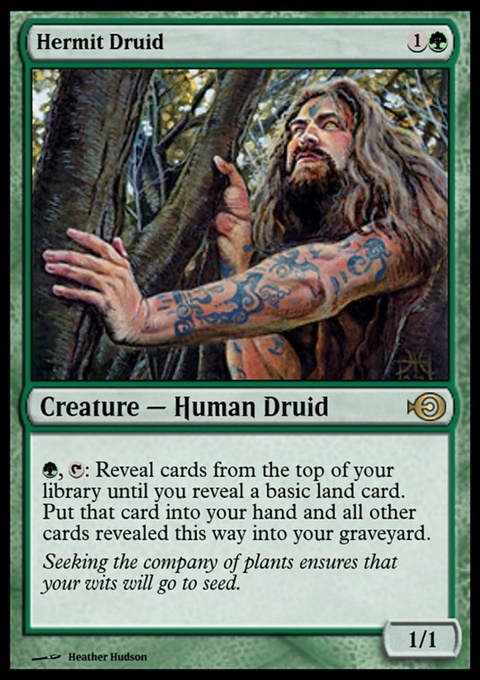 Hermit Druid 1
Creature — Human Druid
, : Reveal cards from the top of your
library until you reveal a basic land card.
Put that card into your hand and all other
cards revealed this way into your graveyard.
Seeking the company of plants ensures that
your wits will go to seed.
1/1
Heather Hudson